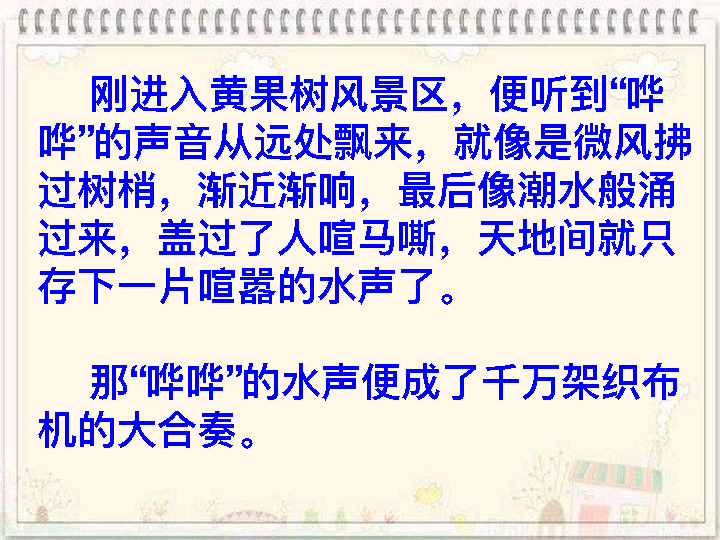 刚进入黄果树风景区，便听到“哗
哗”的声音从远处飘来，就像是微风拂
过树梢，渐近渐响，最后像潮水般涌
过来，盖过了人喧马嘶，天地间就只
存下一片喧嚣的水声了。
那“哗哗”的水声便成了千万架织布
机的大合奏。